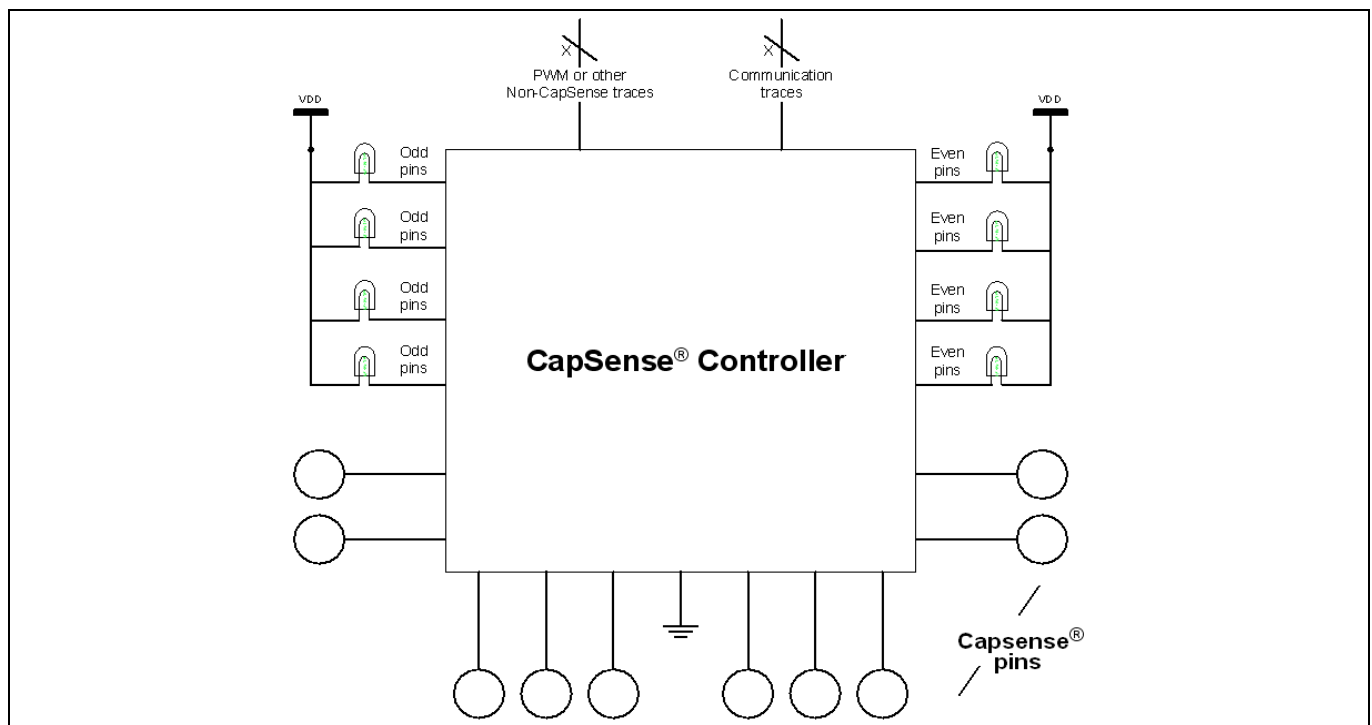 X
X
PWM or other
Non-CapSense traces
Communication
traces
VDD
VDD
Odd
pins
Even
pins
Odd
pins
Even
pins
Odd
pins
Even
pins
Odd
pins
Even
pins
CapSense® Controller
Capsense®
pins